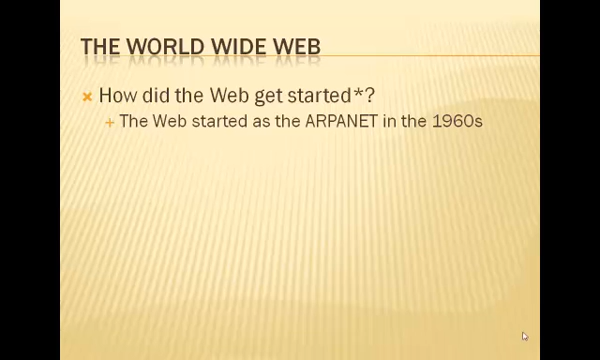 THE WORLD WIDE WEB
How did the Web get started*?
The Web started as the ARPANET in the 1960s